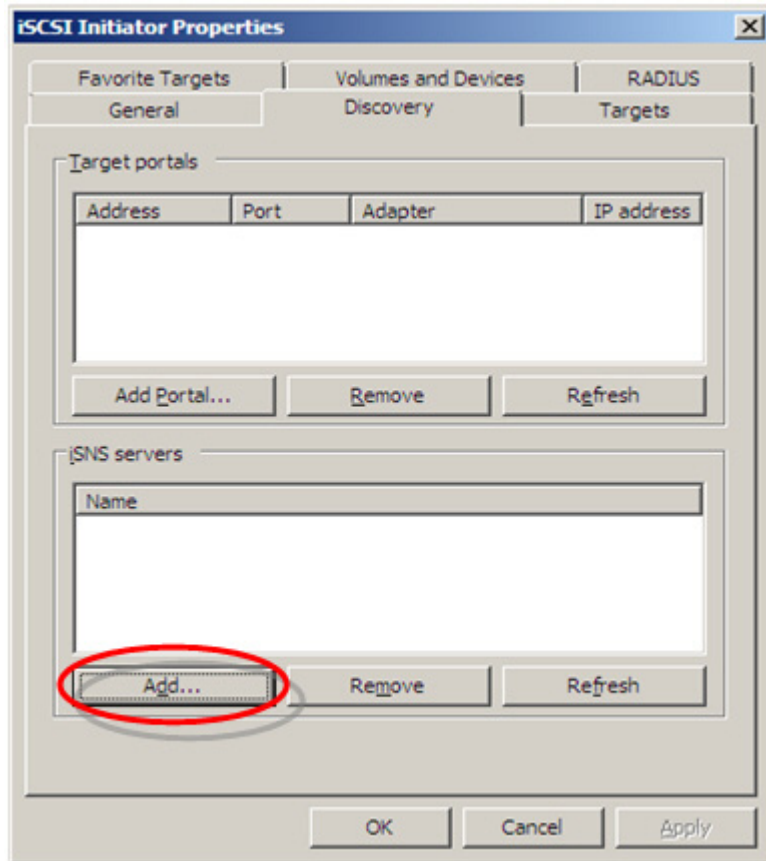 iSCSI Initiator Properties
Favorite Targets Volumes and Devices RADIUS
General Discovery Targets
Target portals
Address Port Adapter IP address
Add Portal... Remove Refresh
iSNS servers
Name
Add... Remove Refresh
OK Cancel Apply